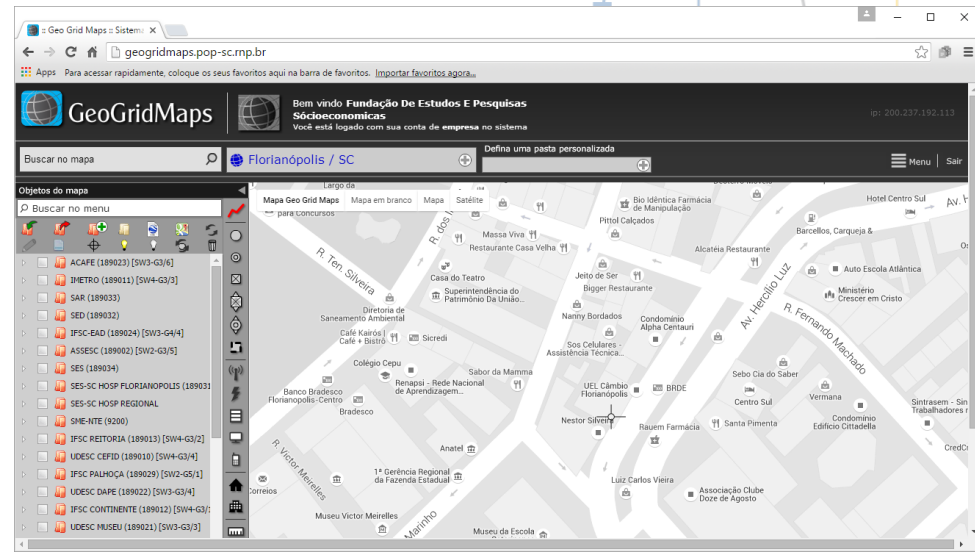 :: Geo Grid Maps :: Sistema
geogridmaps.pop-sc.rnp.br
Apps Para acessar rapidamente, coloque os seus favoritos aqui na barra de favoritos. Importar favoritos agora...
GeoGridMaps
Bem vindo Fundação De Estudos E Pesquisas
Sócioeconomicas
Você está logado com sua conta de empresa no sistema
ip: 200.237.192.113
Buscar no mapa
Florianópolis / SC
Defina uma pasta personalizada
Menu | Sair
Objetos do mapa
Buscar no menu
ACAFE (189023) [SW3-G3/6]
IMETRO (189011) [SW4-G3/3]
SAR (189033)
SED (189032)
IFSC-EAD (189024) [SW3-G4/4]
ASSESC (189002) [SW2-G3/5]
SES (189034)
SES-SC HOSP FLORIANOPOLIS (189031
SES-SC HOSP REGIONAL
SME-NTE (9200)
IFSC REITORIA (189013) [SW4-G3/2]
UDESC CEFID (189010) [SW4-G3/4]
IFSC PALHOÇA (189029) [SW2-G5/1]
UDESC DAPE (189022) [SW3-G3/4]
IFSC CONTINENTE (189012) [SW4-G3/
UDESC MUSEU (189021) [SW3-G3/3]
Mapa Geo Grid Maps Mapa em branco Mapa Satélite
Largo da
para Concursos
R. dos
Bio Idêntica Farmácia
de Manipulação
Hotel Centro Sul
Av. H
Pittol Calçados
Massa Viva
Restaurante Casa Velha
Barcellos, Carqueja &
Alcatéia Restaurante
R. Ten. Silveira
Casa do Teatro
Jeito de Ser
Bigger Restaurante
Auto Escola Atlântica
Superintendência do
Patrimônio Da União...
Ministério
Crescer em Cristo
Av. Hercílio Luz
R. Fernando Machado
Diretoria de
Saneamento Ambiental
Nanny Bordados
Condomínio
Alpha Centauri
Café Kairós |
Café + Bistrô
Sicredi
Sos Celulares -
Assistência Técnica...
Colégio Cepu
Sabor da Mamma
Sebo Cia do Saber
Renapsi - Rede Nacional
de Aprendizagem...
Banco Bradesco
Florianopolis-Centro
UEL Câmbio
Florianópolis
BRDE
Centro Sul
Vermana
Bradesco
Sintrasem - Sin
Trabalhadores
Nestor Silveira
Rauem Farmácia
Santa Pimenta
Condomínio
Edifício Cittadella
Anatel
CredCr
R. Victor Meirelles
1ª Gerência Regional
da Fazenda Estadual
Luiz Carlos Vieira
Correios
Associação Clube
Doze de Agosto
Museu Victor Meirelles
Marinho
Museu da Escola